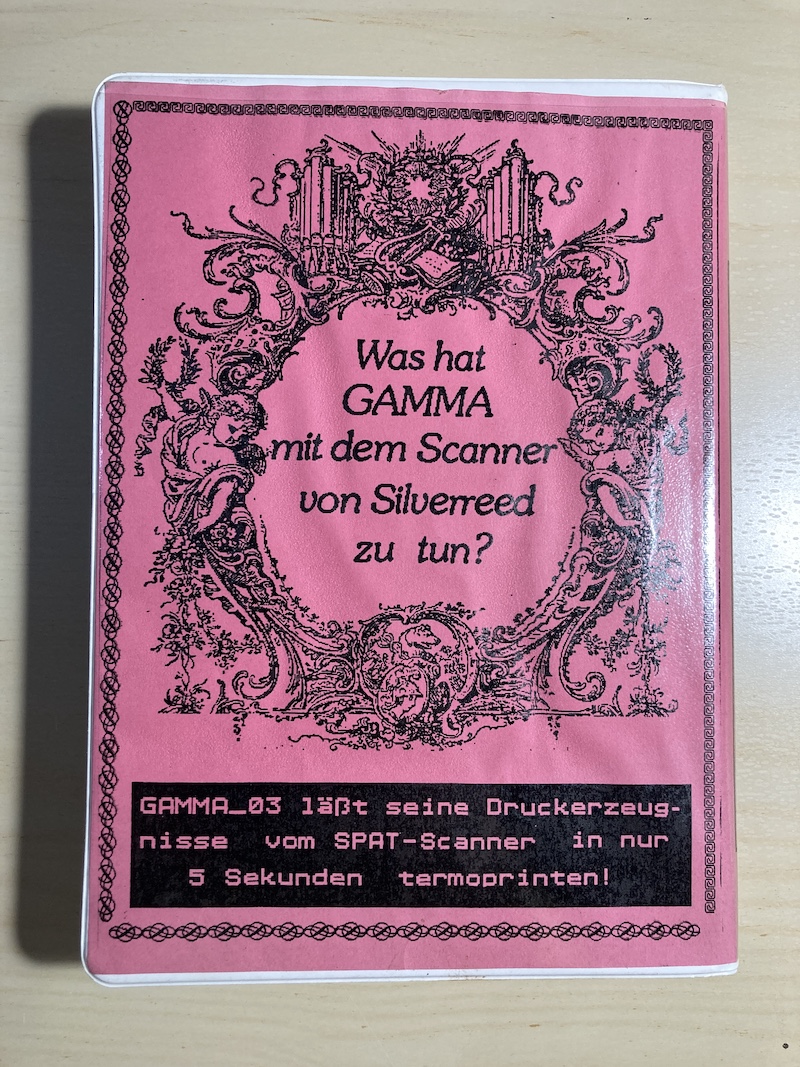 Was hat
GAMMA
mit dem Scanner
von Silverreed
zu tun?
GAMMA_03 läßt seine Druckerzeug-
nisse vom SPAT-Scanner in nur
5 Sekunden termoprinten!